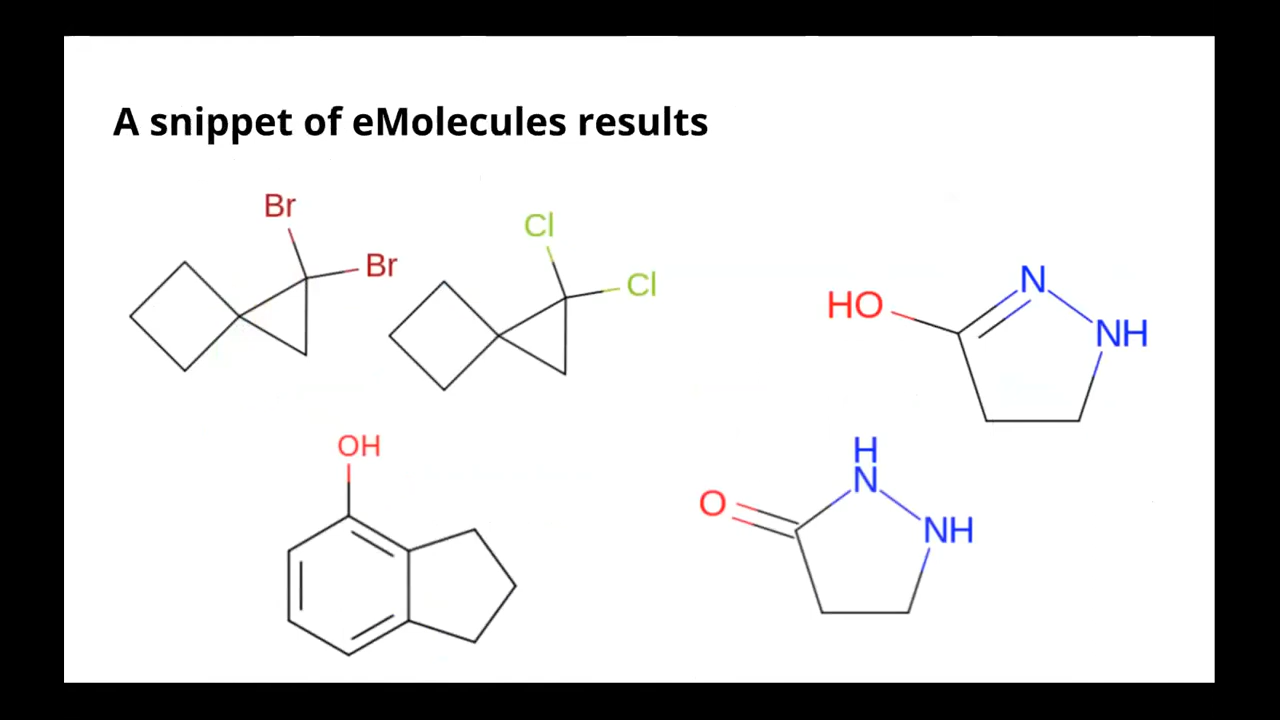 A snippet of eMolecules results
Br
Br
Cl
Cl
HO
N
NH
OH
O
H
N
NH